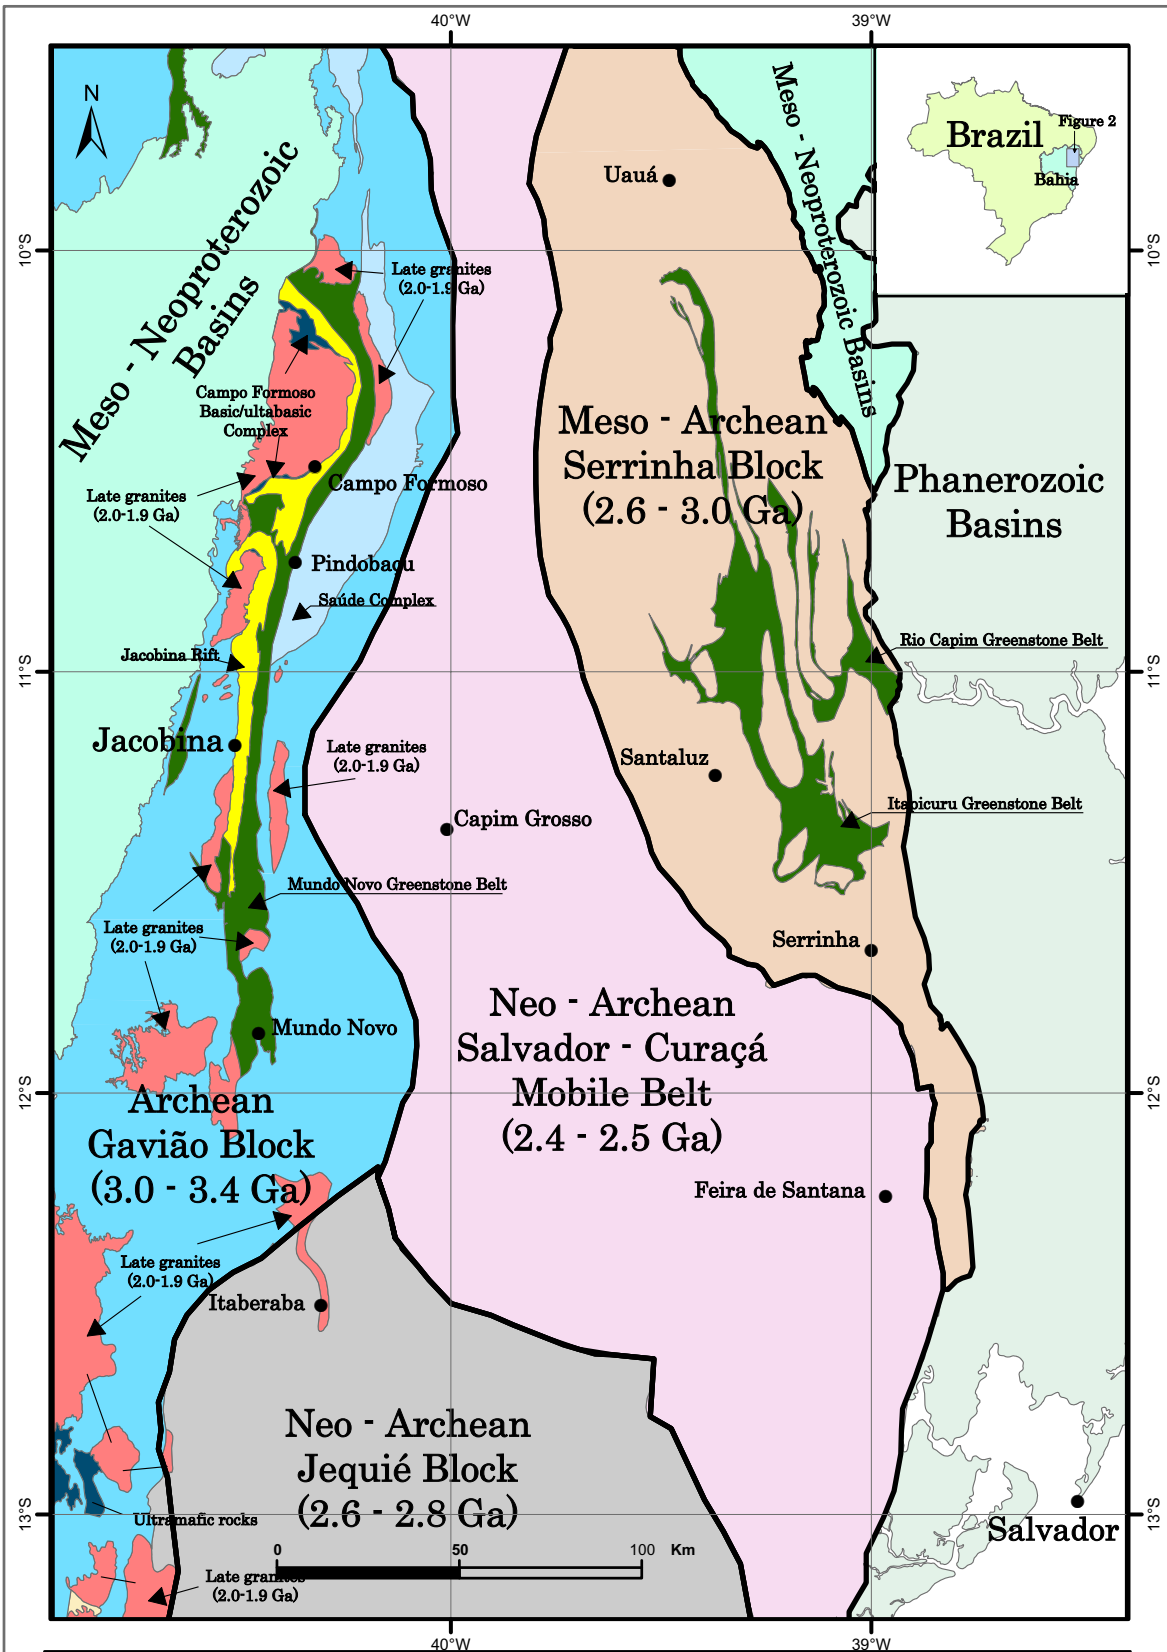 40°W
39°W
N
Meso - Neoproterozoic
Basins
Meso - Neoproterozoic Basins
Brazil
Figure 2
Bahia
Uauá
10°S
10°S
Late granites
(2.0-1.9 Ga)
Campo Formoso
Basic/ultabasic
Complex
Meso - Archean
Serrinha Block
(2.6 - 3.0 Ga)
Phanerozoic
Basins
Campo Formoso
Late granites
(2.0-1.9 Ga)
Pindobaçu
Saúde Complex
Jacobina Rift
Rio Capim Greenstone Belt
11°S
11°S
Jacobina
Late granites
(2.0-1.9 Ga)
Santaluz
Capim Grosso
Itapicuru Greenstone Belt
Mundo Novo Greenstone Belt
Late granites
(2.0-1.9 Ga)
Serrinha
Mundo Novo
Neo - Archean
Salvador - Curaçá
Mobile Belt
(2.4 - 2.5 Ga)
12°S
12°S
Archean
Gavião Block
(3.0 - 3.4 Ga)
Feira de Santana
Late granites
(2.0-1.9 Ga)
Itaberaba
Neo - Archean
Jequié Block
(2.6 - 2.8 Ga)
13°S
13°S
Ultramafic rocks
Salvador
0 50 100 Km
Late granites
(2.0-1.9 Ga)
40°W
39°W